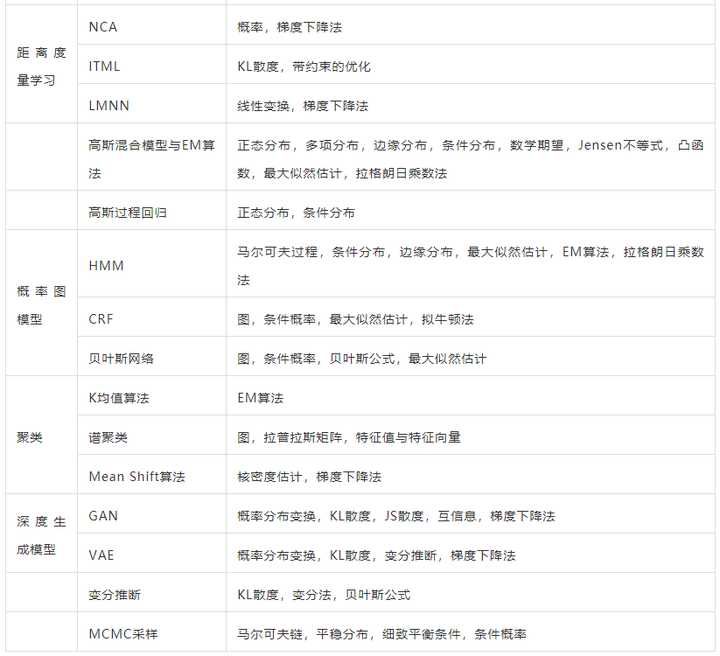 距离度
量学习
NCA
概率，梯度下降法
ITML
KL散度，带约束的优化
LMNN
线性变换，梯度下降法
高斯混合模型与EM算
法
正态分布，多项分布，边缘分布，条件分布，数学期望，Jensen不等式，凸函
数，最大似然估计，拉格朗日乘数法
高斯过程回归
正态分布，条件分布
概率图
模型
HMM
马尔可夫过程，条件分布，边缘分布，最大似然估计，EM算法，拉格朗日乘数
法
CRF
图，条件概率，最大似然估计，拟牛顿法
贝叶斯网络
图，条件概率，贝叶斯公式，最大似然估计
聚类
K均值算法
EM算法
谱聚类
图，拉普拉斯矩阵，特征值与特征向量
Mean Shift算法
核密度估计，梯度下降法
深度生
成模型
GAN
概率分布变换，KL散度，JS散度，互信息，梯度下降法
VAE
概率分布变换，KL散度，变分推断，梯度下降法
变分推断
KL散度，变分法，贝叶斯公式
MCMC采样
马尔可夫链，平稳分布，细致平衡条件，条件概率